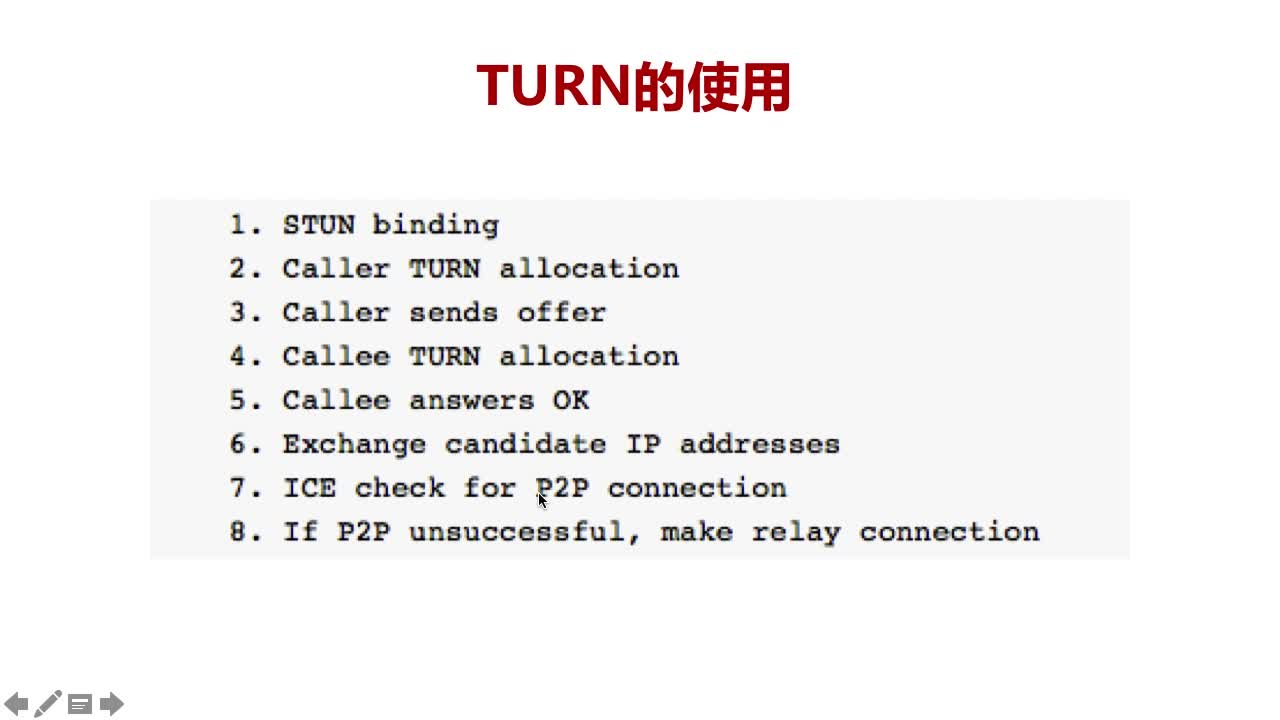 TURN的使用
1. STUN binding
2. Caller TURN allocation
3. Caller sends offer
4. Callee TURN allocation
5. Callee answers OK
6. Exchange candidate IP addresses
7. ICE check for P2P connection
8. If P2P unsuccessful, make relay connection